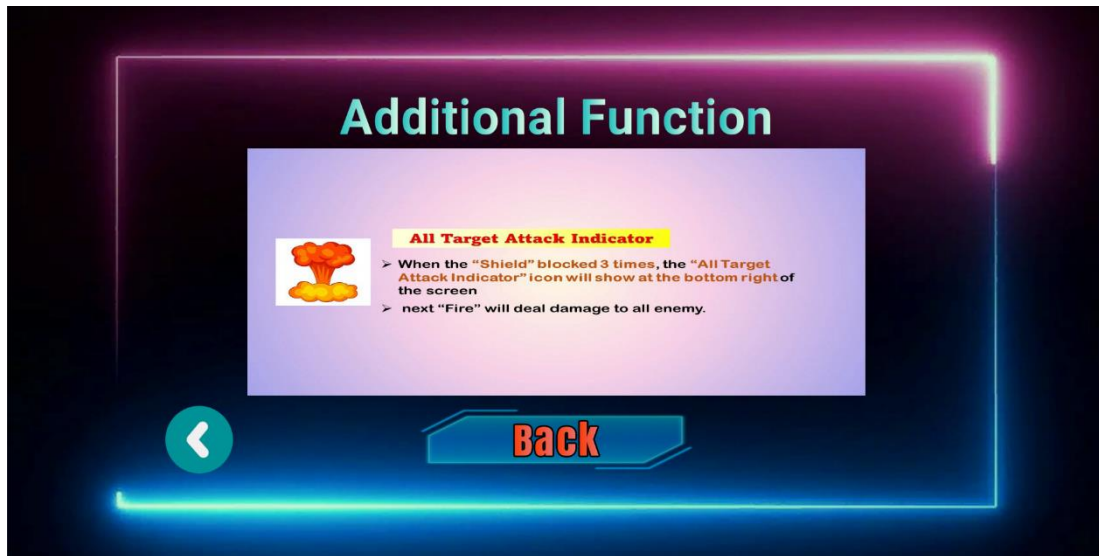 Additional Function
All Target Attack Indicator
➢ When the “Shield” blocked 3 times, the “All Target
Attack Indicator” icon will show at the bottom right of
the screen
➢ next “Fire” will deal damage to all enemy.
Back